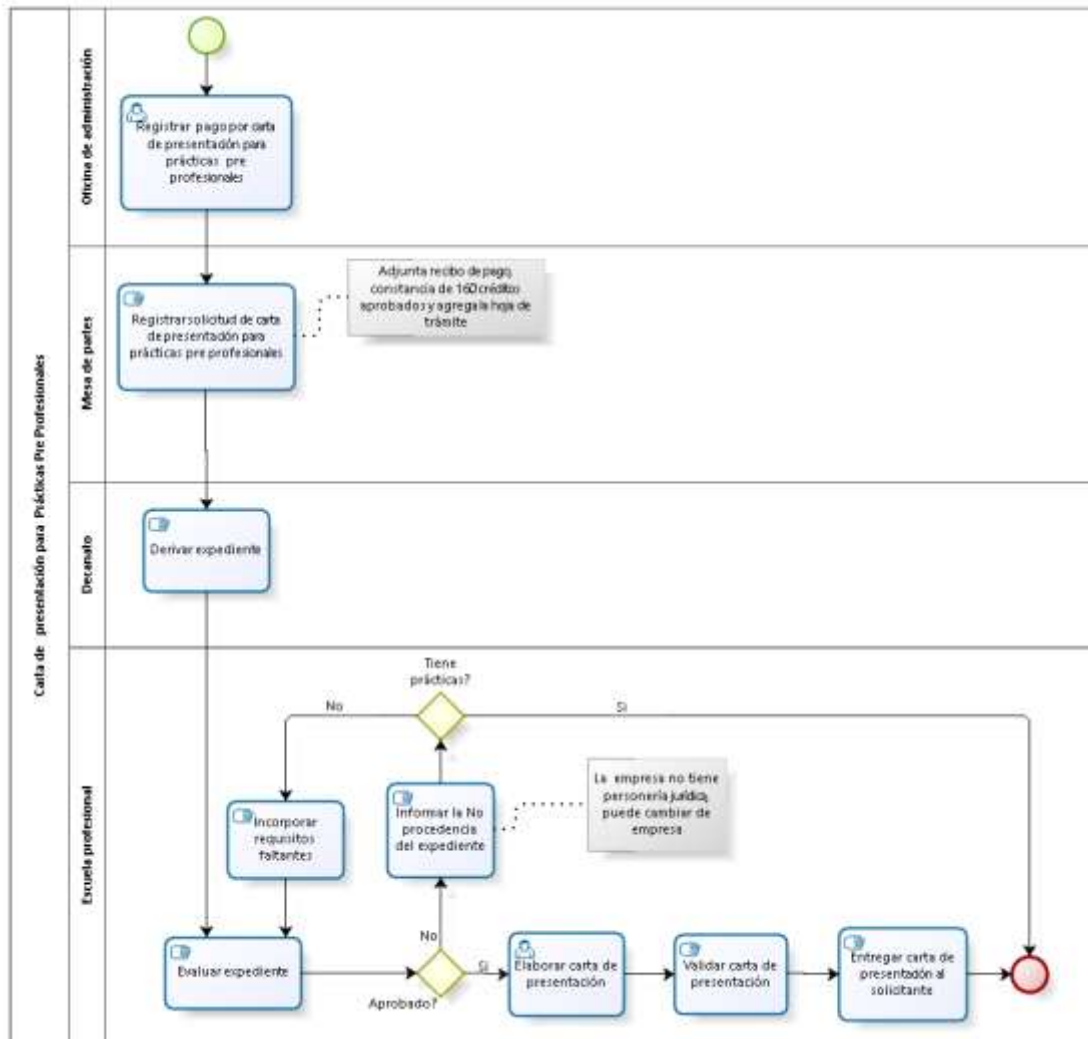 Carta de presentación para Prácticas Pre Profesionales
Oficina de administración
Registrar pago por carta
de presentación para
prácticas pre
profesionales
Mesa de partes
Registrar solicitud de carta
de presentación para
prácticas pre profesionales
Adjunta recibo de pago,
constancia de 160 créditos
aprobados y agrega la hoja de
trámite
Decanato
Derivar expediente
Escuela profesional
Tiene
prácticas?
No
Si
Incorporar
requisitos
faltantes
Informar la No
procedencia
del expediente
La empresa no tiene
personería jurídica,
puede cambiar de
empresa
Evaluar expediente
No
Aprobado?
Si
Elaborar carta de
presentación
Validar carta de
presentación
Entregar carta de
presentación al
solicitante